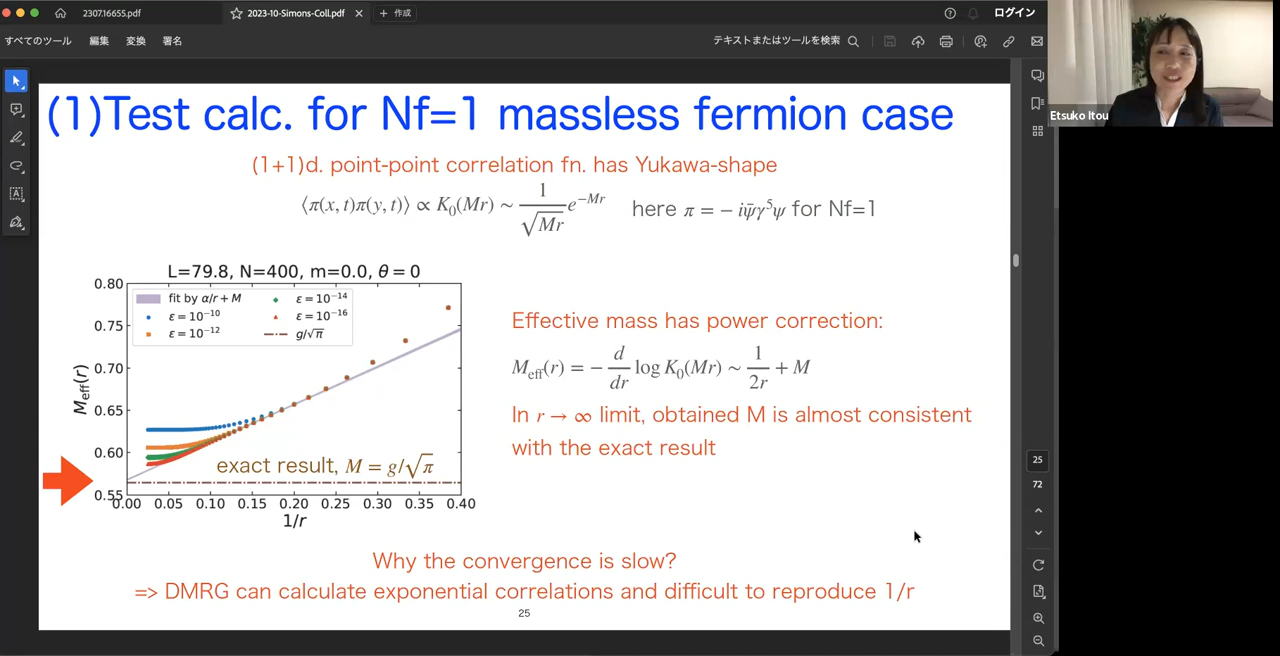 2307.16655.pdf
2023-10-Simons-Coll.pdf
作成
ログイン
すべてのツール 編集 変換 署名
テキストまたはツールを検索
Etsuko Itou
(1)Test calc. for Nf=1 massless fermion case
(1+1)d. point-point correlation fn. has Yukawa-shape
⟨π(x, t)π(y, t)⟩ ∝ K₀(Mr) ∼ 1/√(Mr) e^{−Mr} here π = − iψ̄γ⁵ψ for Nf=1
L=79.8, N=400, m=0.0, θ = 0
fit by α/r + M
ε = 10⁻¹⁰
ε = 10⁻¹²
ε = 10⁻¹⁴
ε = 10⁻¹⁶
g/√π
0.80
0.75
0.70
0.65
0.60
0.55
M_eff(r)
exact result, M = g/√π
0.00 0.05 0.10 0.15 0.20 0.25 0.30 0.35 0.40
1/r
Effective mass has power correction:
M_eff(r) = − d/dr log K₀(Mr) ∼ 1/2r + M
In r → ∞ limit, obtained M is almost consistent
with the exact result
Why the convergence is slow?
=> DMRG can calculate exponential correlations and difficult to reproduce 1/r
25
25
72